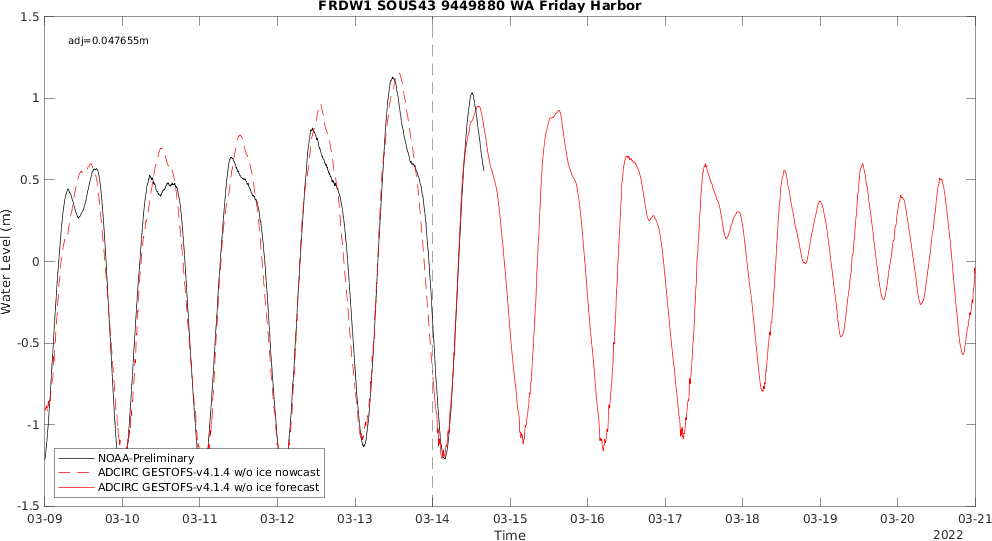 FRDW1 SOUS43 9449880 WA Friday Harbor
adj=0.047655m
1.5
1
0.5
0
-0.5
-1
-1.5
Water Level (m)
NOAA-Preliminary
ADCIRC GESTOFS-v4.1.4 w/o ice nowcast
ADCIRC GESTOFS-v4.1.4 w/o ice forecast
03-09 03-10 03-11 03-12 03-13 03-14 03-15 03-16 03-17 03-18 03-19 03-20 03-21
Time
2022